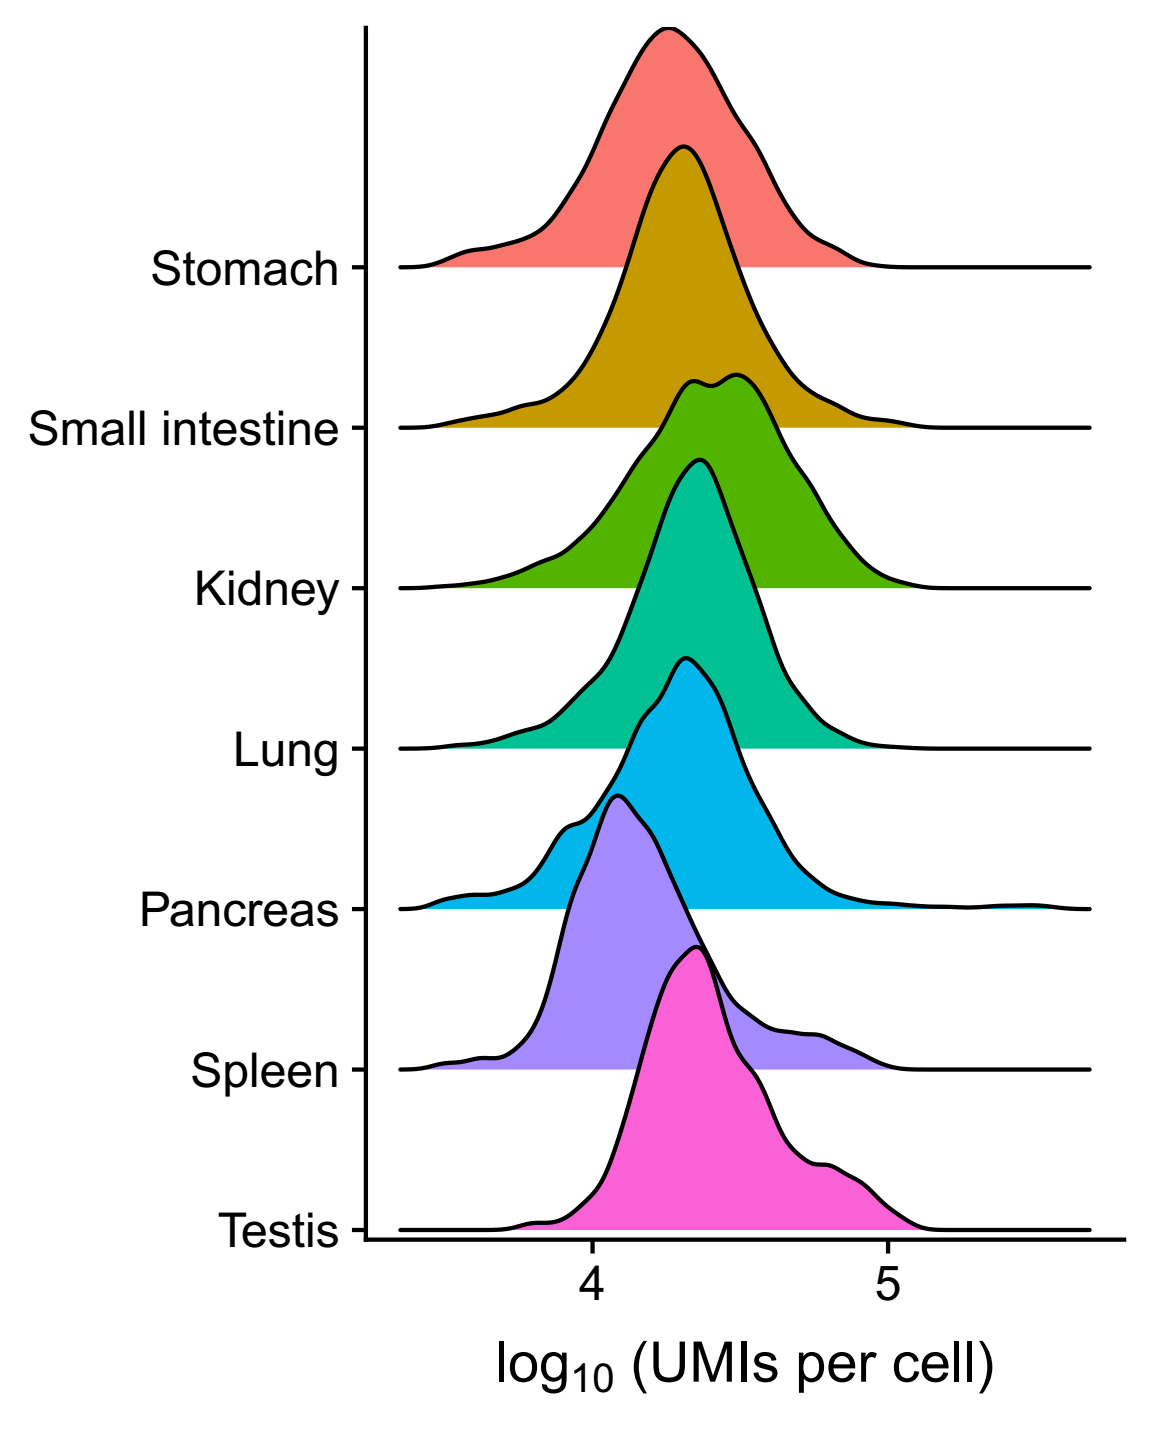 Stomach
Small intestine
Kidney
Lung
Pancreas
Spleen
Testis
4 5
log₁₀ (UMIs per cell)